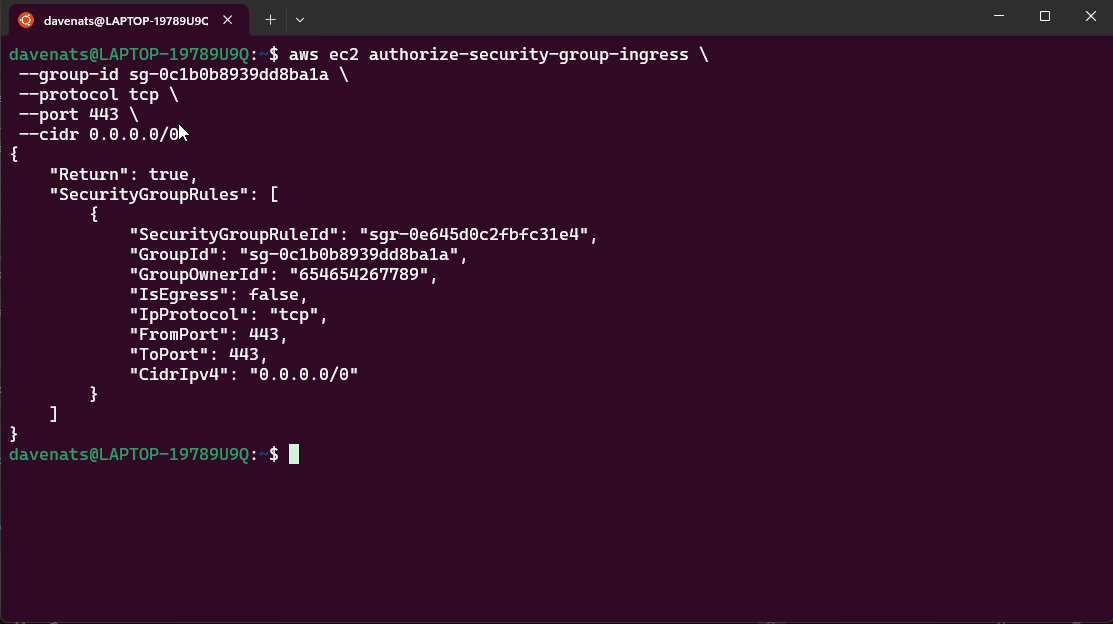 davenats@LAPTOP-19789U9Q
davenats@LAPTOP-19789U9Q:~$ aws ec2 authorize-security-group-ingress \
 --group-id sg-0c1b0b8939dd8ba1a \
 --protocol tcp \
 --port 443 \
 --cidr 0.0.0.0/0
{
    "Return": true,
    "SecurityGroupRules": [
        {
            "SecurityGroupRuleId": "sgr-0e645d0c2fbfc31e4",
            "GroupId": "sg-0c1b0b8939dd8ba1a",
            "GroupOwnerId": "654654267789",
            "IsEgress": false,
            "IpProtocol": "tcp",
            "FromPort": 443,
            "ToPort": 443,
            "CidrIpv4": "0.0.0.0/0"
        }
    ]
}
davenats@LAPTOP-19789U9Q:~$